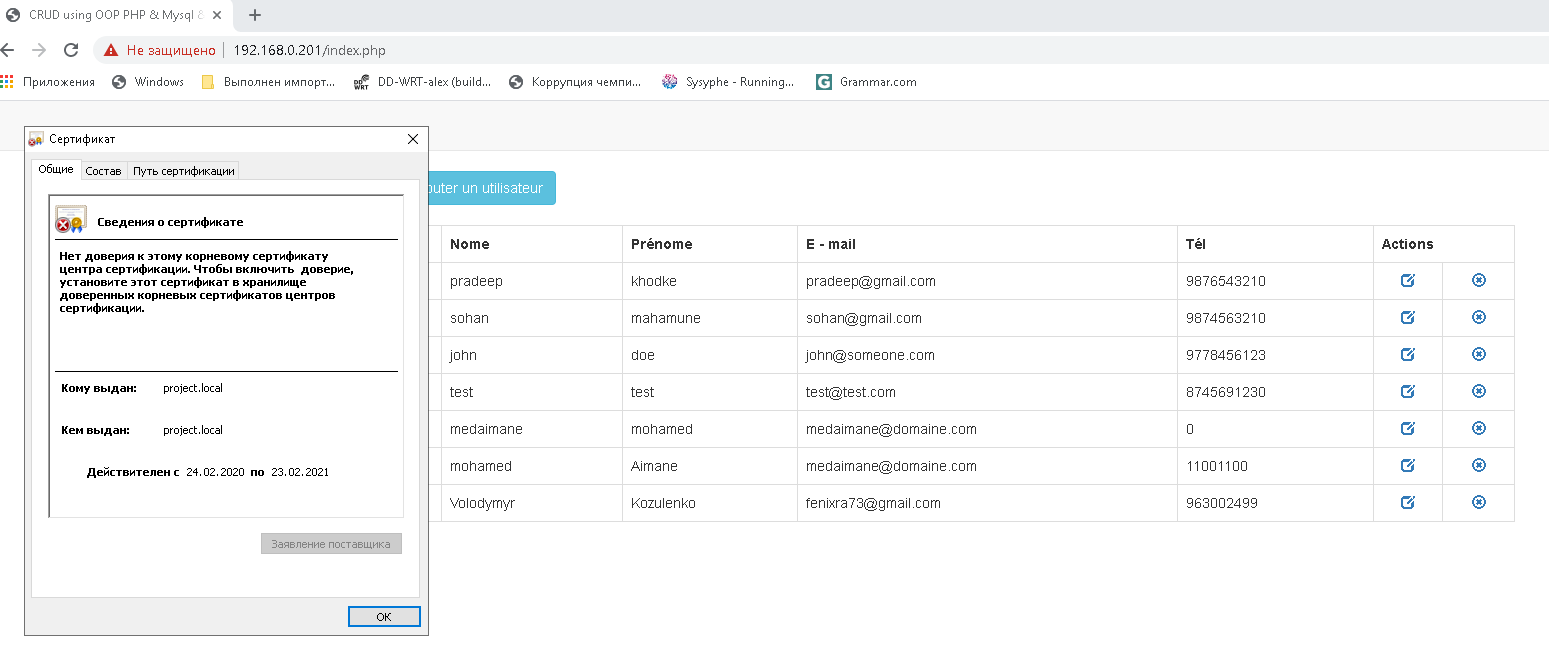 CRUD using OOP PHP & Mysql &
Не защищено 192.168.0.201/index.php
Приложения Windows Выполнен импорт... DD-WRT-alex (build... Коррупция чемпи... Sysyphe - Running... Grammar.com
Сертификат
Общие Состав Путь сертификации
Сведения о сертификате
Нет доверия к этому корневому сертификату
центра сертификации. Чтобы включить доверие,
установите этот сертификат в хранилище
доверенных корневых сертификатов центров
сертификации.
Кому выдан: project.local
Кем выдан: project.local
Действителен с 24.02.2020 по 23.02.2021
Заявление поставщика
OK
outer un utilisateur
Nome Prénome E - mail Tél Actions
pradeep khodke pradeep@gmail.com 9876543210
sohan mahamune sohan@gmail.com 9874563210
john doe john@someone.com 9778456123
test test test@test.com 8745691230
medaimane mohamed medaimane@domaine.com 0
mohamed Aimane medaimane@domaine.com 11001100
Volodymyr Kozulenko fenixra73@gmail.com 963002499